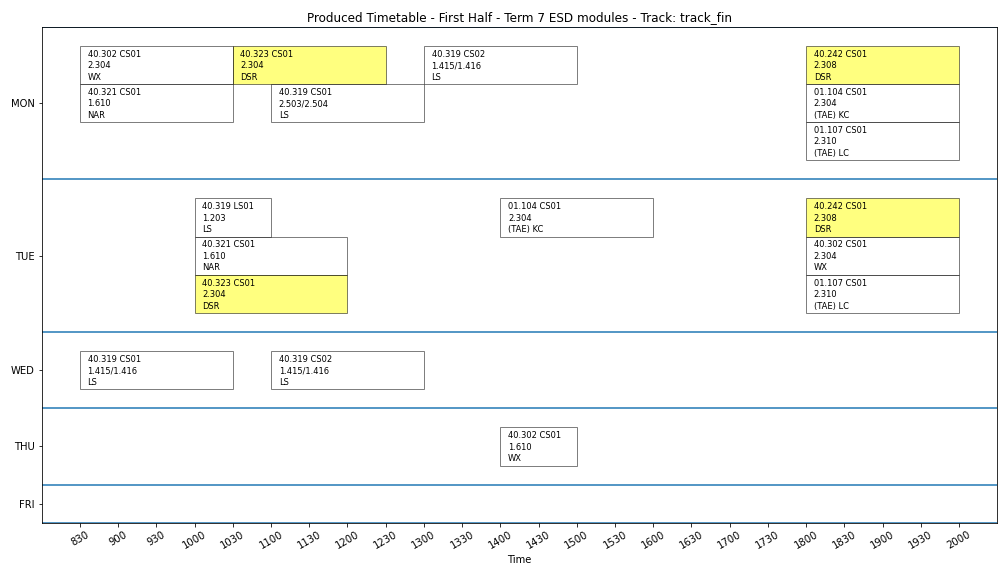 Produced Timetable - First Half - Term 7 ESD modules - Track: track_fin
MON
40.302 CS01
2.304
WX
40.323 CS01
2.304
DSR
40.319 CS02
1.415/1.416
LS
40.242 CS01
2.308
DSR
40.321 CS01
1.610
NAR
40.319 CS01
2.503/2.504
LS
01.104 CS01
2.304
(TAE) KC
01.107 CS01
2.310
(TAE) LC
TUE
40.319 LS01
1.203
LS
01.104 CS01
2.304
(TAE) KC
40.242 CS01
2.308
DSR
40.321 CS01
1.610
NAR
40.302 CS01
2.304
WX
40.323 CS01
2.304
DSR
01.107 CS01
2.310
(TAE) LC
WED
40.319 CS01
1.415/1.416
LS
40.319 CS02
1.415/1.416
LS
THU
40.302 CS01
1.610
WX
FRI
830 900 930 1000 1030 1100 1130 1200 1230 1300 1330 1400 1430 1500 1530 1600 1630 1700 1730 1800 1830 1900 1930 2000
Time